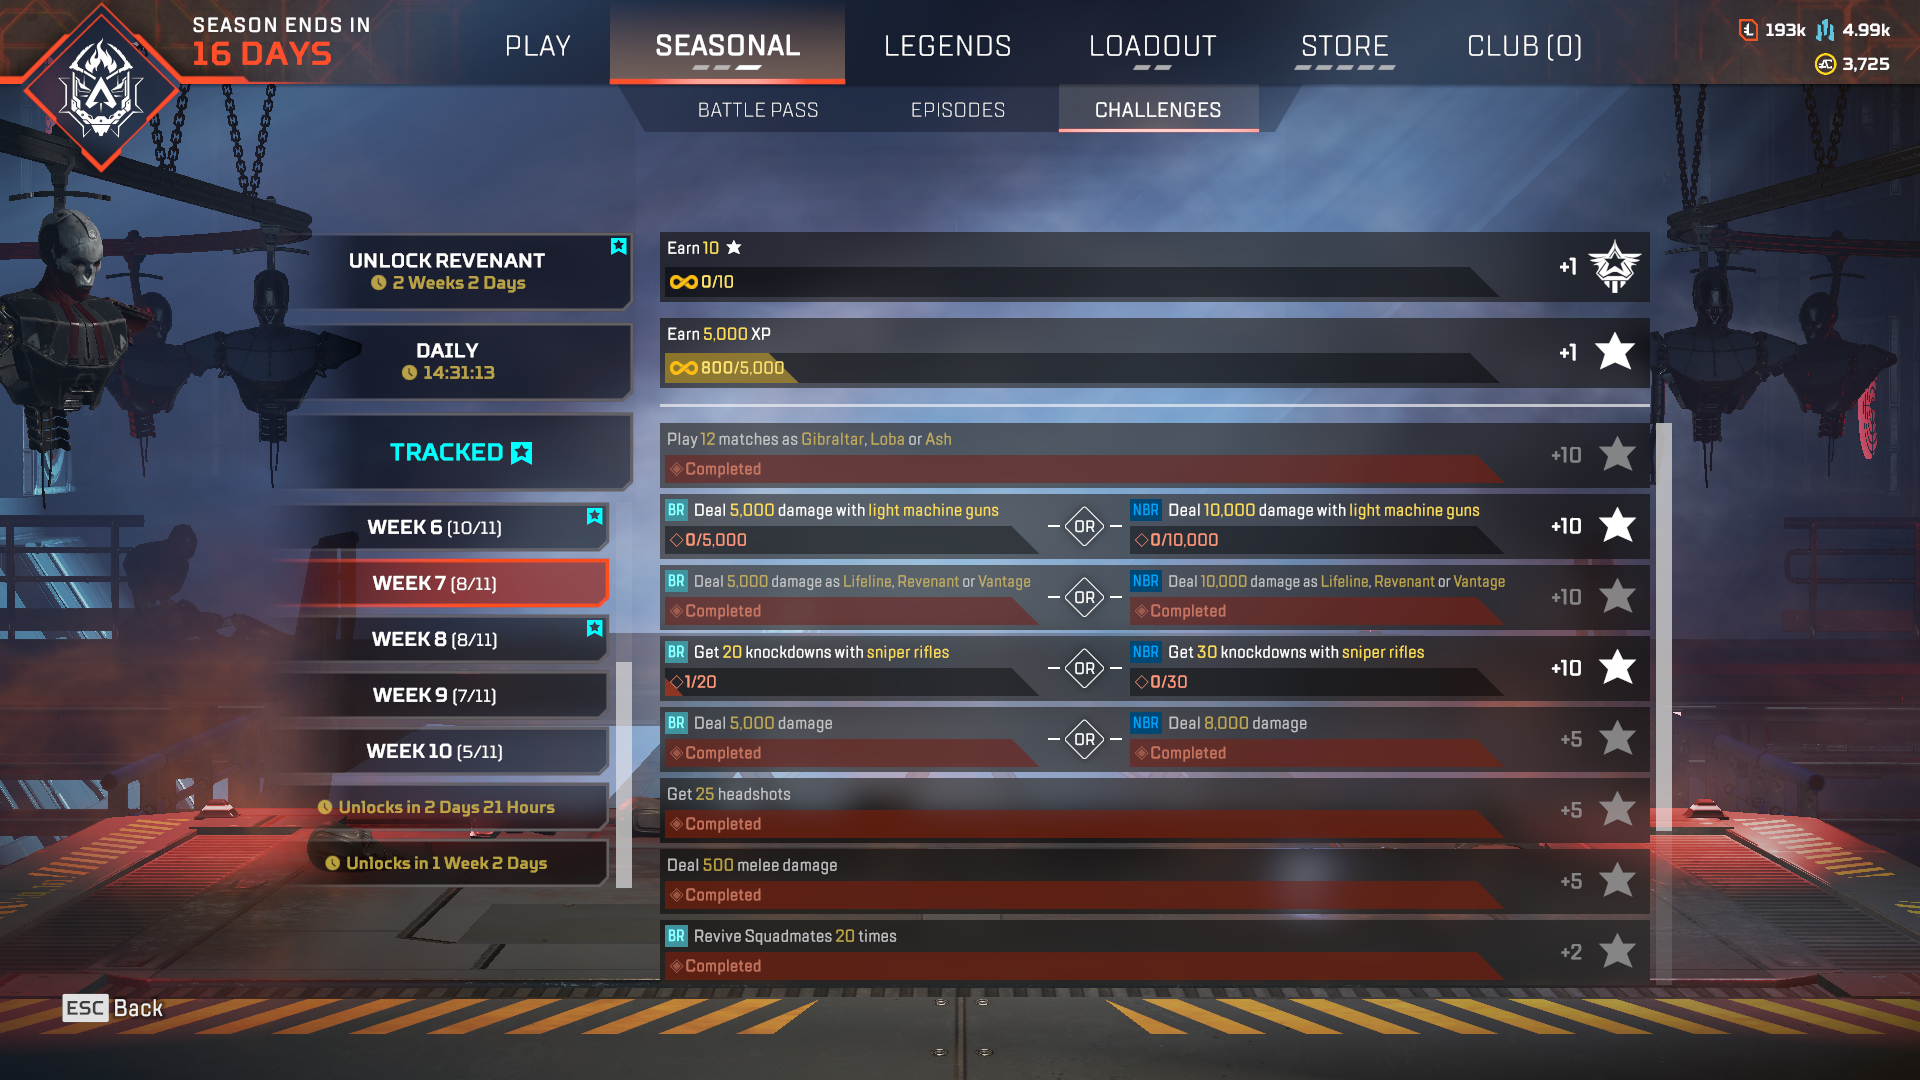 SEASON ENDS IN
16 DAYS
PLAY
SEASONAL
LEGENDS
LOADOUT
STORE
CLUB (0)
193k
4.99k
3,725
BATTLE PASS
EPISODES
CHALLENGES
UNLOCK REVENANT
2 Weeks 2 Days
DAILY
14:31:13
TRACKED
WEEK 6 (10/11)
WEEK 7 (8/11)
WEEK 8 (8/11)
WEEK 9 (7/11)
WEEK 10 (5/11)
Unlocks in 2 Days 21 Hours
Unlocks in 1 Week 2 Days
Earn 10
0/10
+1
Earn 5,000 XP
800/5,000
+1
Play 12 matches as Gibraltar, Loba or Ash
Completed
+10
BR Deal 5,000 damage with light machine guns
0/5,000
OR
NBR Deal 10,000 damage with light machine guns
0/10,000
+10
BR Deal 5,000 damage as Lifeline, Revenant or Vantage
Completed
OR
NBR Deal 10,000 damage as Lifeline, Revenant or Vantage
Completed
+10
BR Get 20 knockdowns with sniper rifles
1/20
OR
NBR Get 30 knockdowns with sniper rifles
0/30
+10
BR Deal 5,000 damage
Completed
OR
NBR Deal 8,000 damage
Completed
+5
Get 25 headshots
Completed
+5
Deal 500 melee damage
Completed
+5
BR Revive Squadmates 20 times
Completed
+2
ESC Back